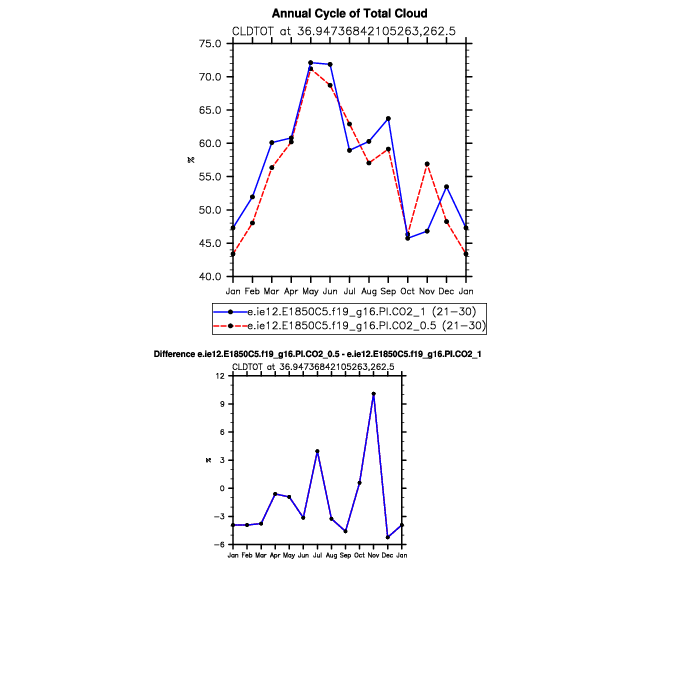 Annual Cycle of Total Cloud
CLDTOT at 36.94736842105263,262.5
75.0
70.0
65.0
60.0
55.0
50.0
45.0
40.0
%
Jan Feb Mar Apr May Jun Jul Aug Sep Oct Nov Dec Jan
e.ie12.E1850C5.f19_g16.PI.CO2_1 (21-30)
e.ie12.E1850C5.f19_g16.PI.CO2_0.5 (21-30)
Difference e.ie12.E1850C5.f19_g16.PI.CO2_0.5 - e.ie12.E1850C5.f19_g16.PI.CO2_1
CLDTOT at 36.94736842105263,262.5
12
9
6
3
0
-3
-6
%
Jan Feb Mar Apr May Jun Jul Aug Sep Oct Nov Dec Jan